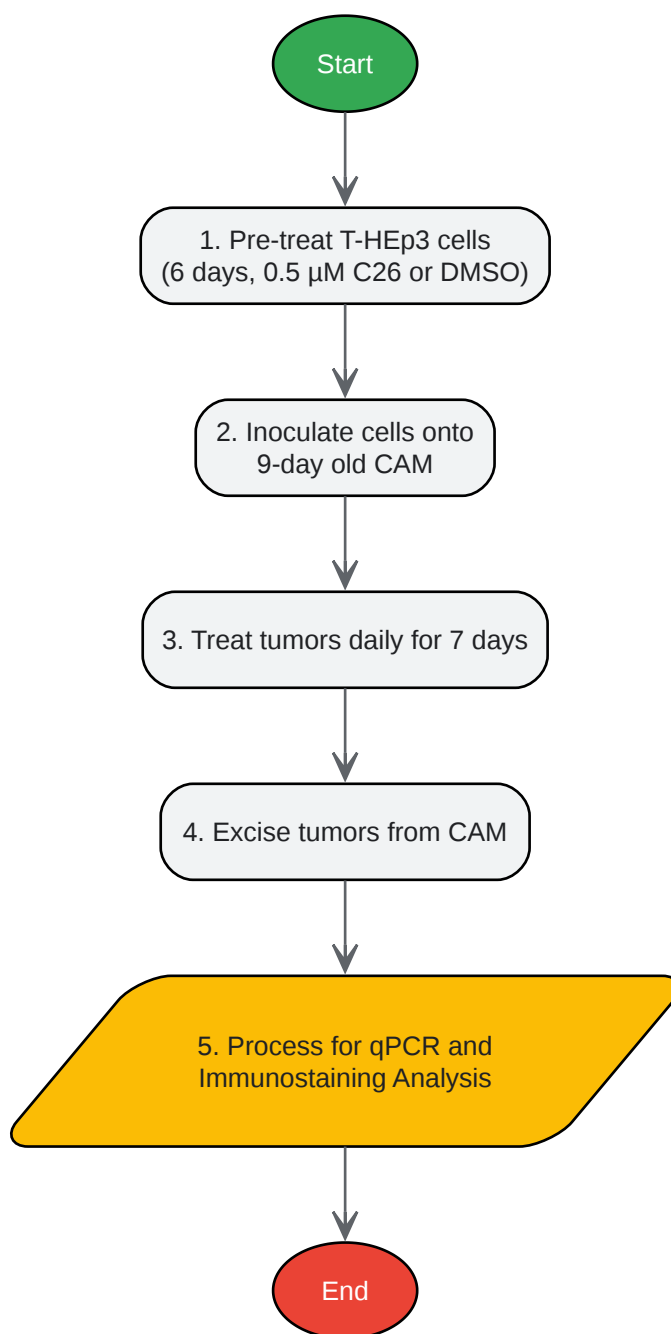 Start
1. Pre-treat T-HEp3 cells
(6 days, 0.5 µM C26 or DMSO)
2. Inoculate cells onto
9-day old CAM
3. Treat tumors daily for 7 days
4. Excise tumors from CAM
5. Process for qPCR and
Immunostaining Analysis
End